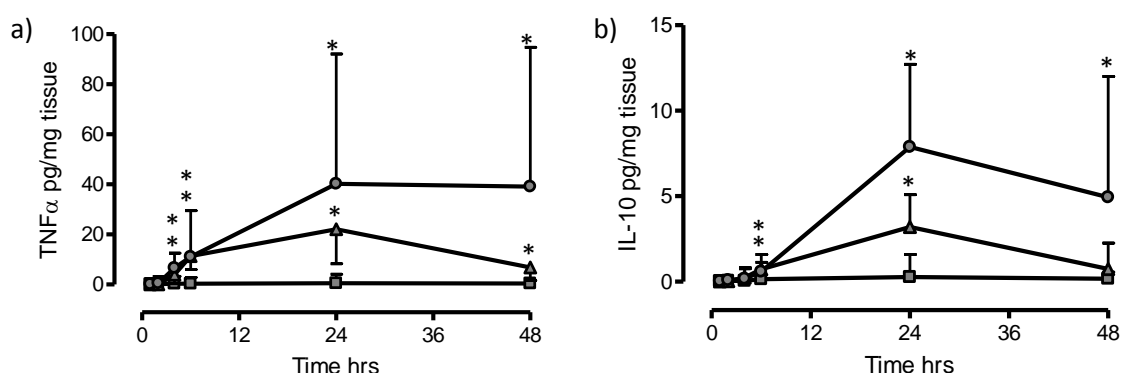 a)
TNFα pg/mg tissue
100
80
60
40
20
0
* * * * * * * *
0 12 24 36 48
Time hrs
b)
IL-10 pg/mg tissue
15
10
5
0
* * * * *
0 12 24 36 48
Time hrs